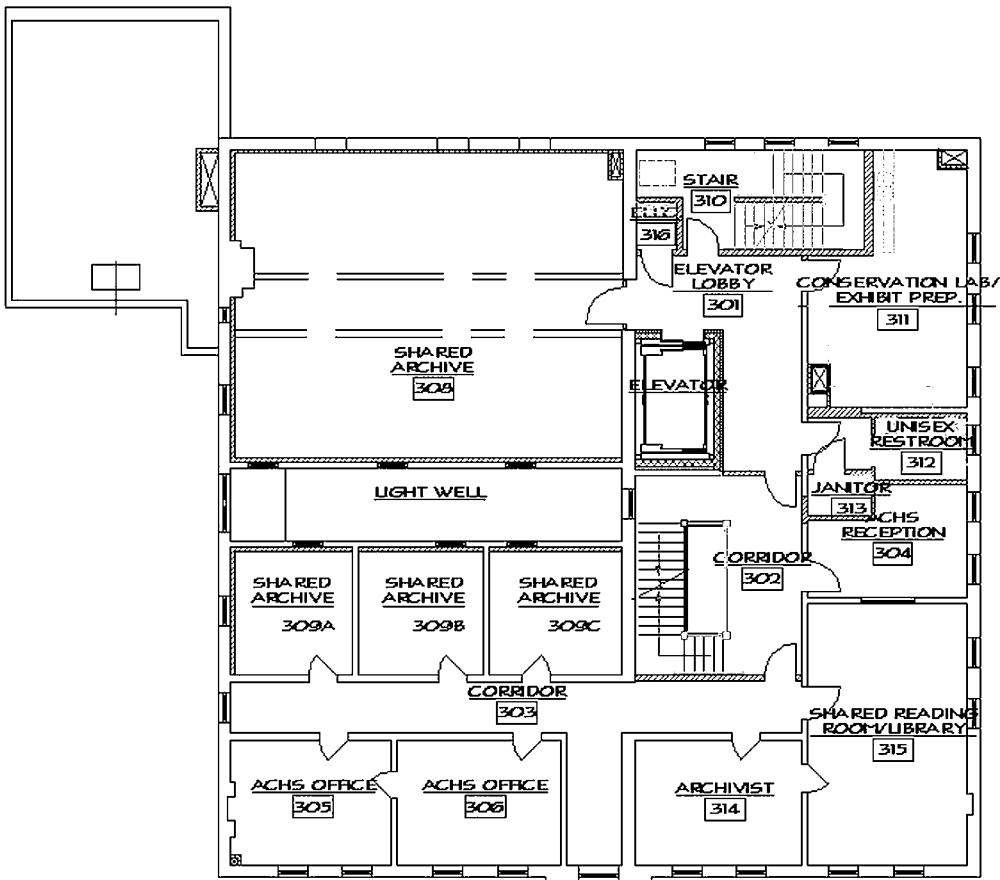 STAIR
310
ELEC.
316
ELEVATOR
LOBBY
301
CONSERVATION LAB/
EXHIBIT PREP.
311
SHARED
ARCHIVE
308
ELEVATOR
UNISEX
RESTROOM
312
LIGHT WELL
JANITOR
313
ACHS
RECEPTION
304
CORRIDOR
302
SHARED
ARCHIVE
309A
SHARED
ARCHIVE
309B
SHARED
ARCHIVE
309C
CORRIDOR
303
SHARED READING
ROOM/LIBRARY
315
ACHS OFFICE
305
ACHS OFFICE
306
ARCHIVIST
314